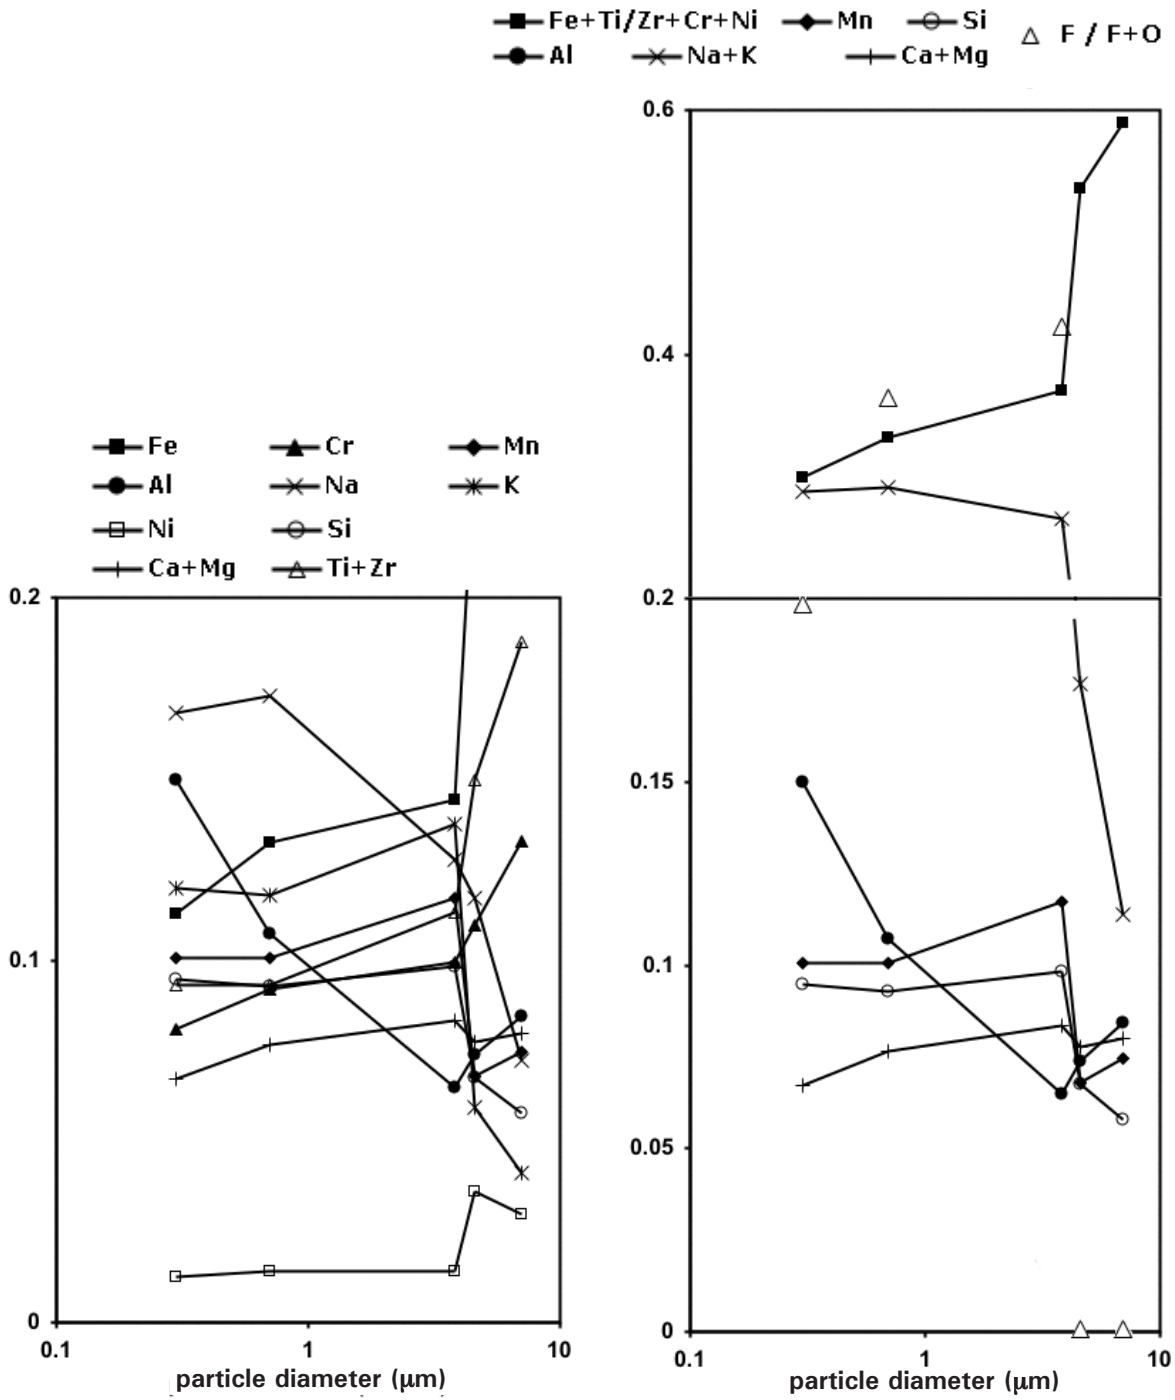 Fe+Ti/Zr+Cr+Ni Mn Si F / F+O
Al Na+K Ca+Mg
0.6
0.4
Fe Cr Mn
Al Na K
Ni Si
Ca+Mg Ti+Zr
0.2 0.2
0.15
0.1 0.1
0.05
0 0
0.1 1 10 0.1 1 10
particle diameter (μm) particle diameter (μm)